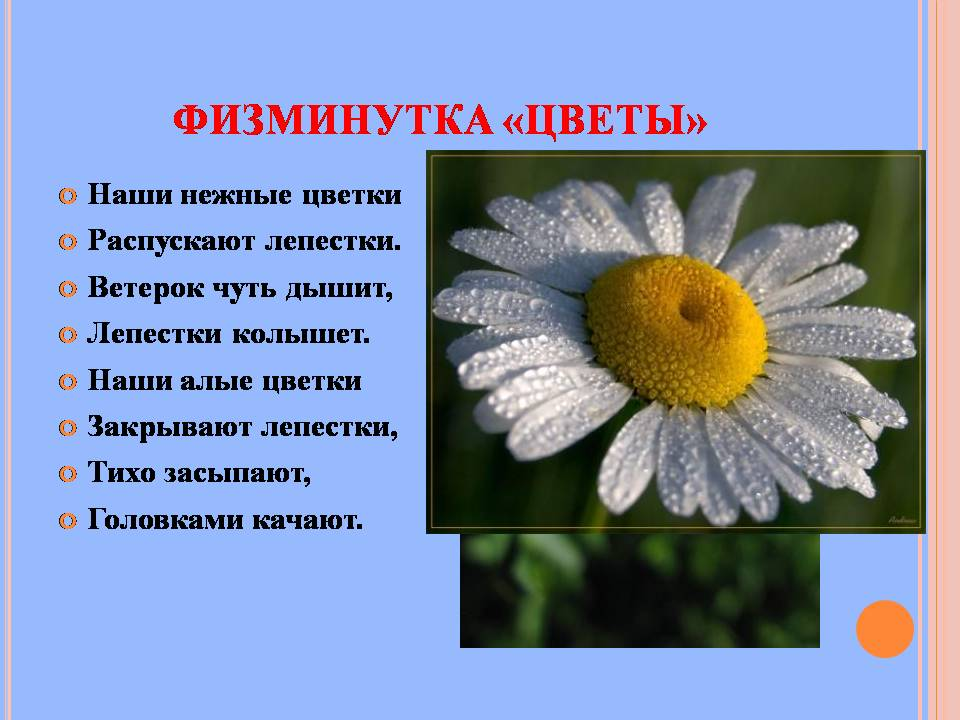 ФИЗМИНУТКА «ЦВЕТЫ»
Наши нежные цветки
Распускают лепестки.
Ветерок чуть дышит,
Лепестки колышет.
Наши алые цветки
Закрывают лепестки,
Тихо засыпают,
Головками качают.